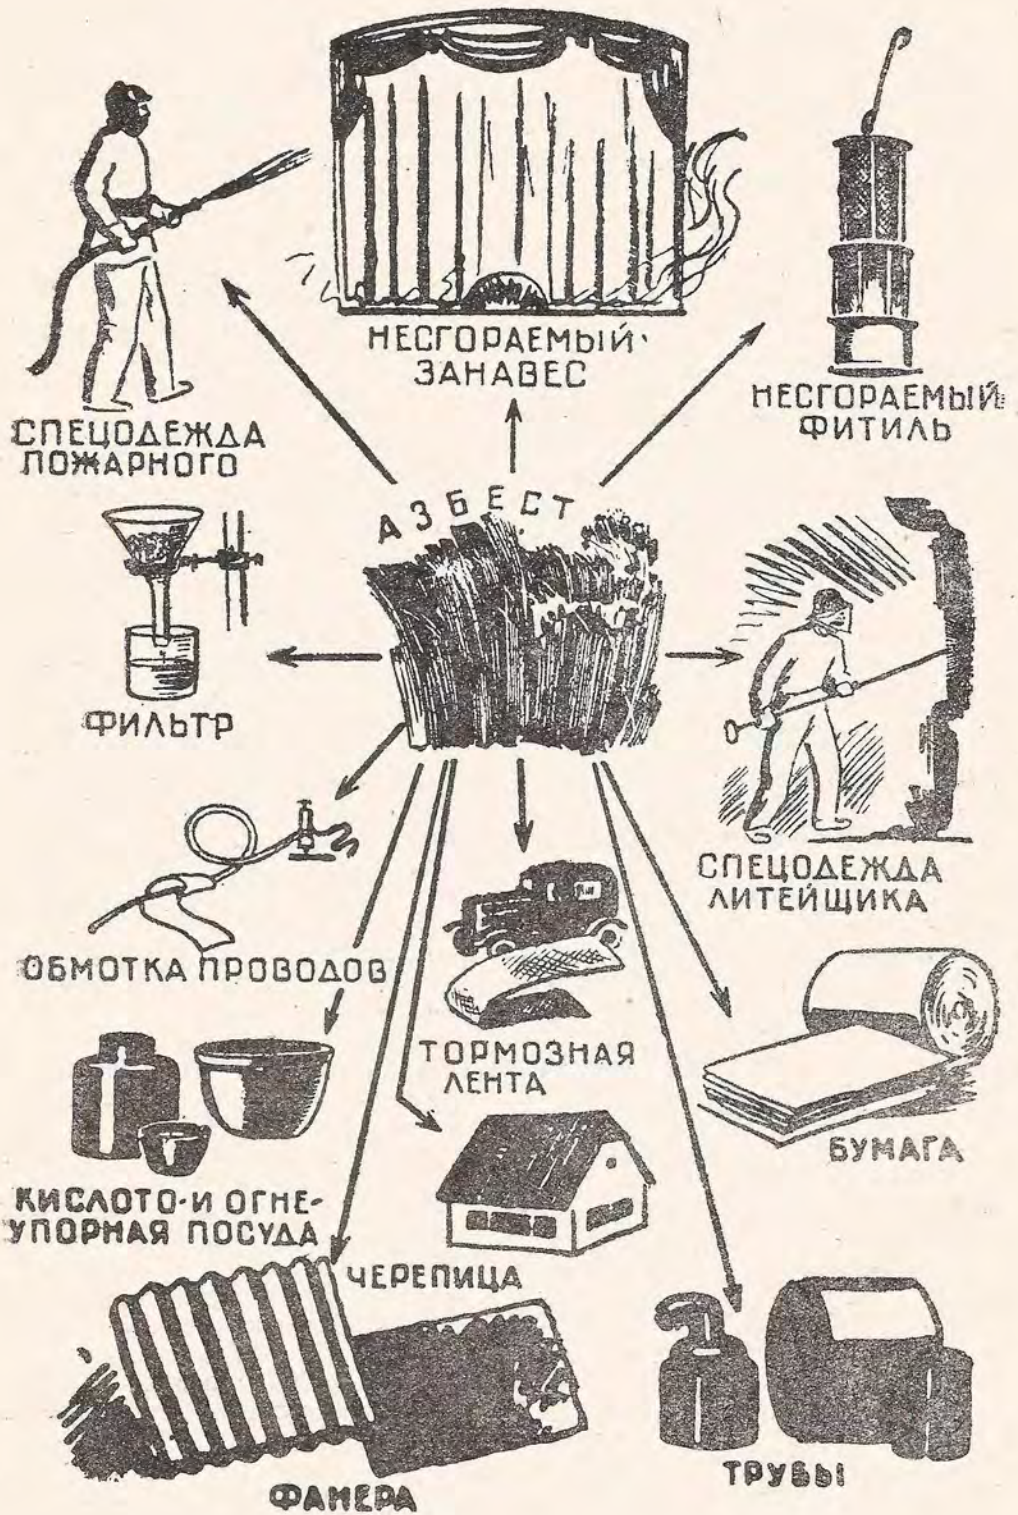 НЕСГОРАЕМЫЙ
ЗАНАВЕС
НЕСГОРАЕМЫЙ
ФИТИЛЬ
СПЕЦОДЕЖДА
ПОЖАРНОГО
АЗБЕСТ
ФИЛЬТР
СПЕЦОДЕЖДА
ЛИТЕЙЩИКА
ОБМОТКА ПРОВОДОВ
ТОРМОЗНАЯ
ЛЕНТА
БУМАГА
КИСЛОТО-И ОГНЕ-
УПОРНАЯ ПОСУДА
ЧЕРЕПИЦА
ТРУБЫ
ФАНЕРА